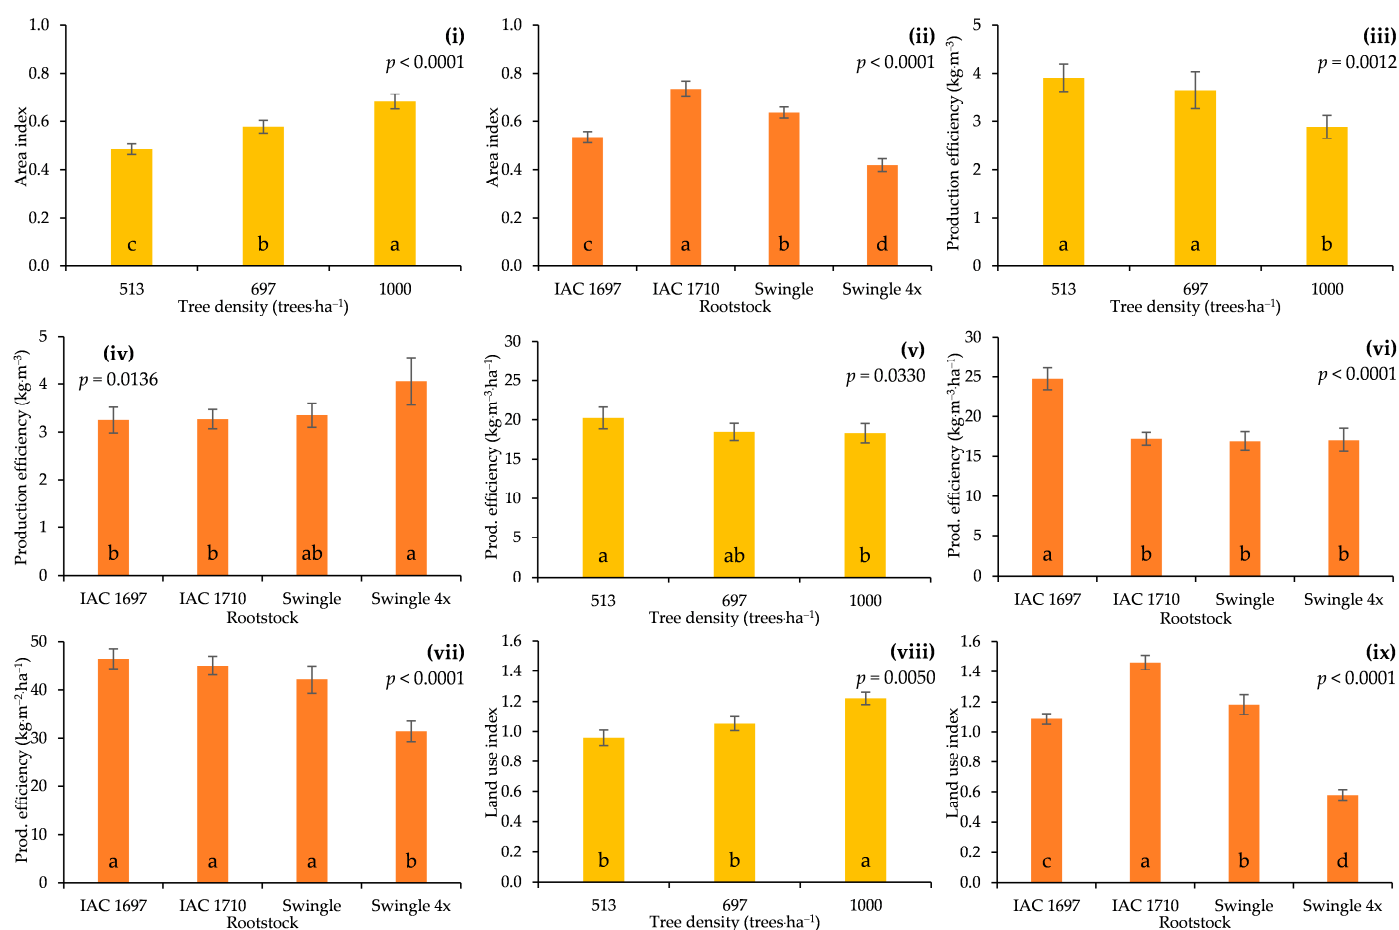 1.0
0.8
0.6
0.4
0.2
0.0
Area index
(i)
p < 0.0001
c
b
a
513
697
1000
Tree density (trees·ha⁻¹)
1.0
0.8
0.6
0.4
0.2
0.0
Area index
(ii)
p < 0.0001
c
a
b
d
IAC 1697
IAC 1710
Swingle
Swingle 4x
Rootstock
5
4
3
2
1
0
Production efficiency (kg·m⁻³)
(iii)
p = 0.0012
a
a
b
513
697
1000
Tree density (trees·ha⁻¹)
5
4
3
2
1
0
Production efficiency (kg·m⁻³)
(iv)
p = 0.0136
b
b
ab
a
IAC 1697
IAC 1710
Swingle
Swingle 4x
Rootstock
30
25
20
15
10
5
0
Prod. efficiency (kg·m⁻³·ha⁻¹)
(v)
p = 0.0330
a
ab
b
513
697
1000
Tree density (trees·ha⁻¹)
30
25
20
15
10
5
0
Prod. efficiency (kg·m⁻³·ha⁻¹)
(vi)
p < 0.0001
a
b
b
b
IAC 1697
IAC 1710
Swingle
Swingle 4x
Rootstock
50
40
30
20
10
0
Prod. efficiency (kg·m⁻²·ha⁻¹)
(vii)
p < 0.0001
a
a
a
b
IAC 1697
IAC 1710
Swingle
Swingle 4x
Rootstock
1.6
1.4
1.2
1.0
0.8
0.6
0.4
0.2
0.0
Land use index
(viii)
p = 0.0050
b
b
a
513
697
1000
Tree density (trees·ha⁻¹)
1.6
1.4
1.2
1.0
0.8
0.6
0.4
0.2
0.0
Land use index
(ix)
p < 0.0001
c
a
b
d
IAC 1697
IAC 1710
Swingle
Swingle 4x
Rootstock